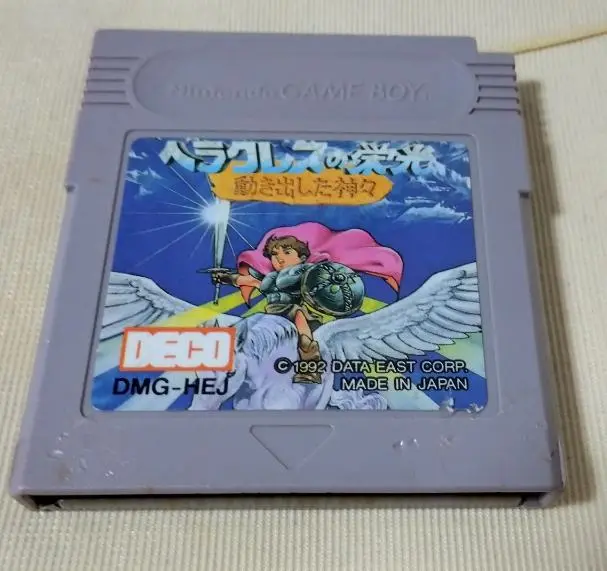 Nintendo GAME BOY
ヘラクレスの栄光
動き出した神々
DECO
DMG-HEJ
©1992 DATA EAST CORP.
MADE IN JAPAN